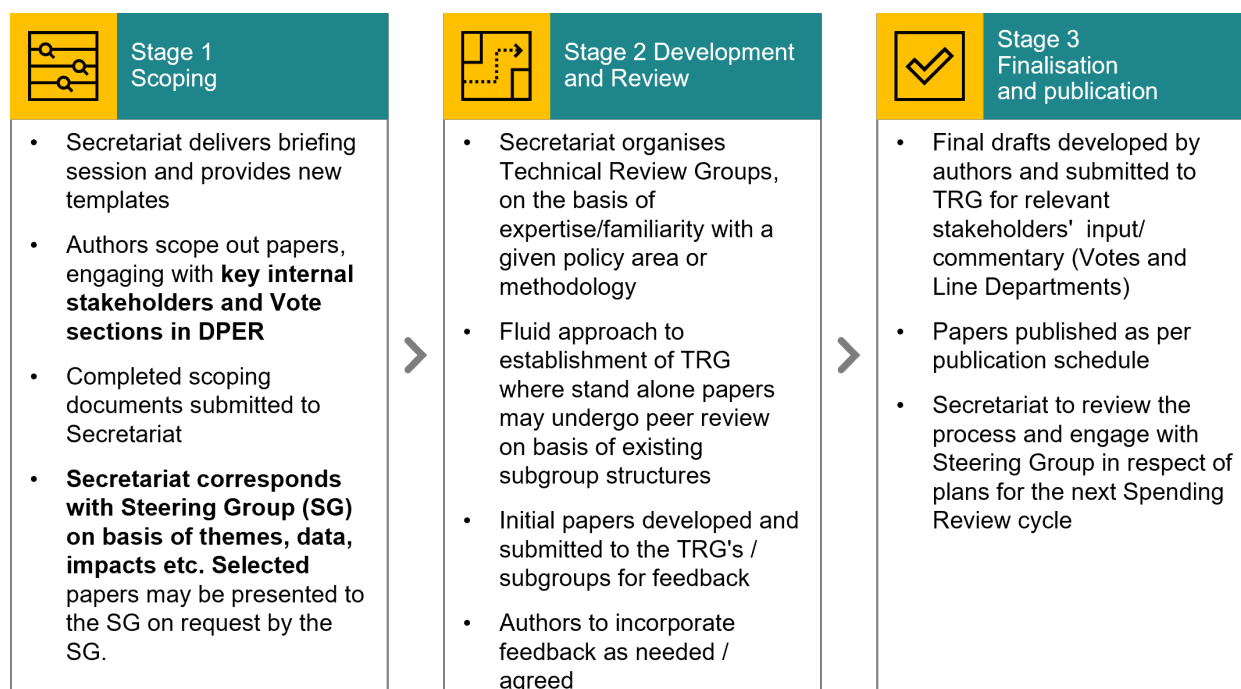 Stage 1
Scoping
• Secretariat delivers briefing
session and provides new
templates
• Authors scope out papers,
engaging with key internal
stakeholders and Vote
sections in DPER
• Completed scoping
documents submitted to
Secretariat
• Secretariat corresponds
with Steering Group (SG)
on basis of themes, data,
impacts etc. Selected
papers may be presented to
the SG on request by the
SG.
Stage 2 Development
and Review
• Secretariat organises
Technical Review Groups,
on the basis of
expertise/familiarity with a
given policy area or
methodology
• Fluid approach to
establishment of TRG
where stand alone papers
may undergo peer review
on basis of existing
subgroup structures
• Initial papers developed and
submitted to the TRG's /
subgroups for feedback
• Authors to incorporate
feedback as needed /
agreed
Stage 3
Finalisation
and publication
• Final drafts developed by
authors and submitted to
TRG for relevant
stakeholders' input/
commentary (Votes and
Line Departments)
• Papers published as per
publication schedule
• Secretariat to review the
process and engage with
Steering Group in respect of
plans for the next Spending
Review cycle